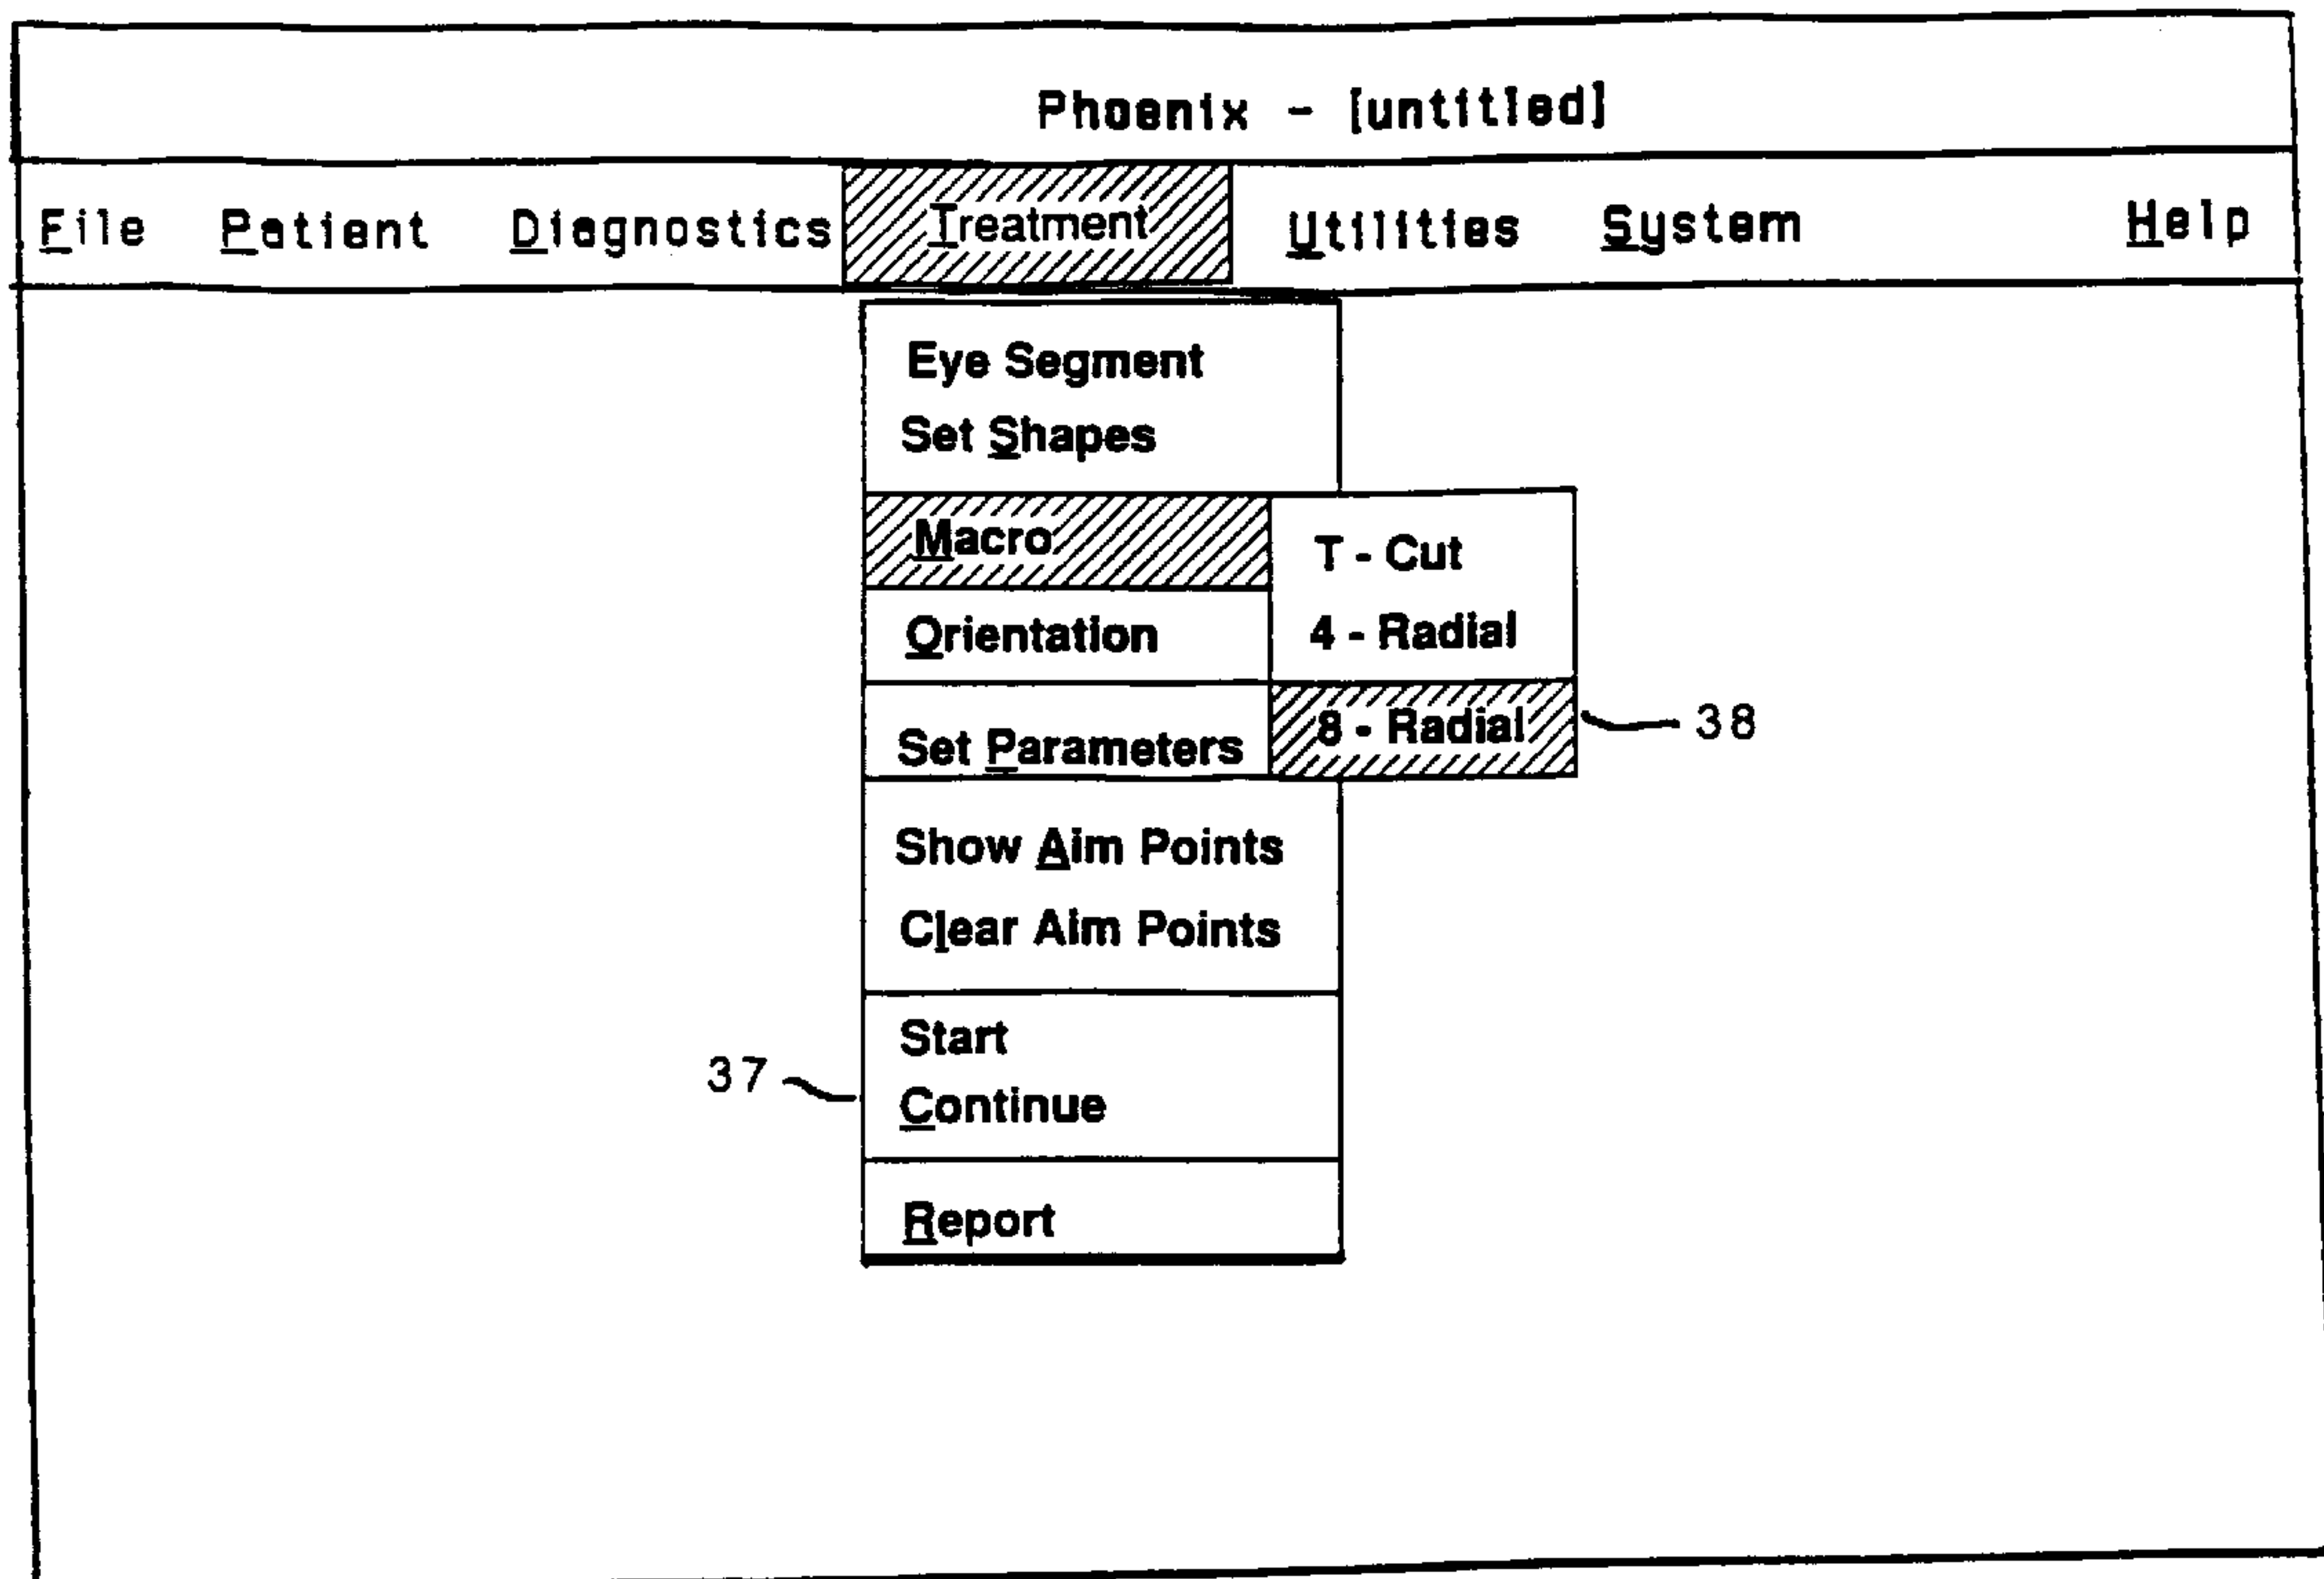 Phoenix - [untitled]
File Patient Diagnostics Treatment Utilities System Help
Eye Segment
Set Shapes
Macro
T - Cut
Orientation
4 - Radial
Set Parameters
8 - Radial
38
Show Aim Points
Clear Aim Points
Start
37
Continue
Report